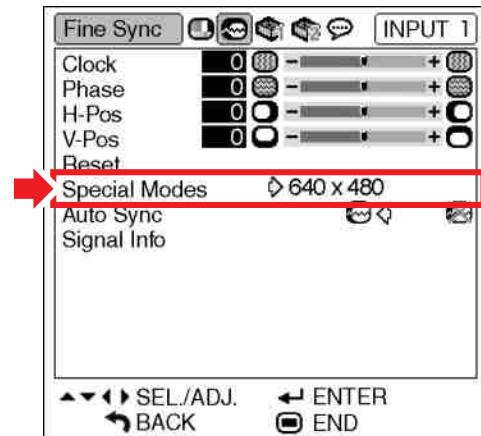 Fine Sync INPUT 1
Clock 0 - +
Phase 0 - +
H-Pos 0 - +
V-Pos 0 - +
Reset
Special Modes 640 x 480
Auto Sync
Signal Info
SEL./ADJ. ENTER
BACK END